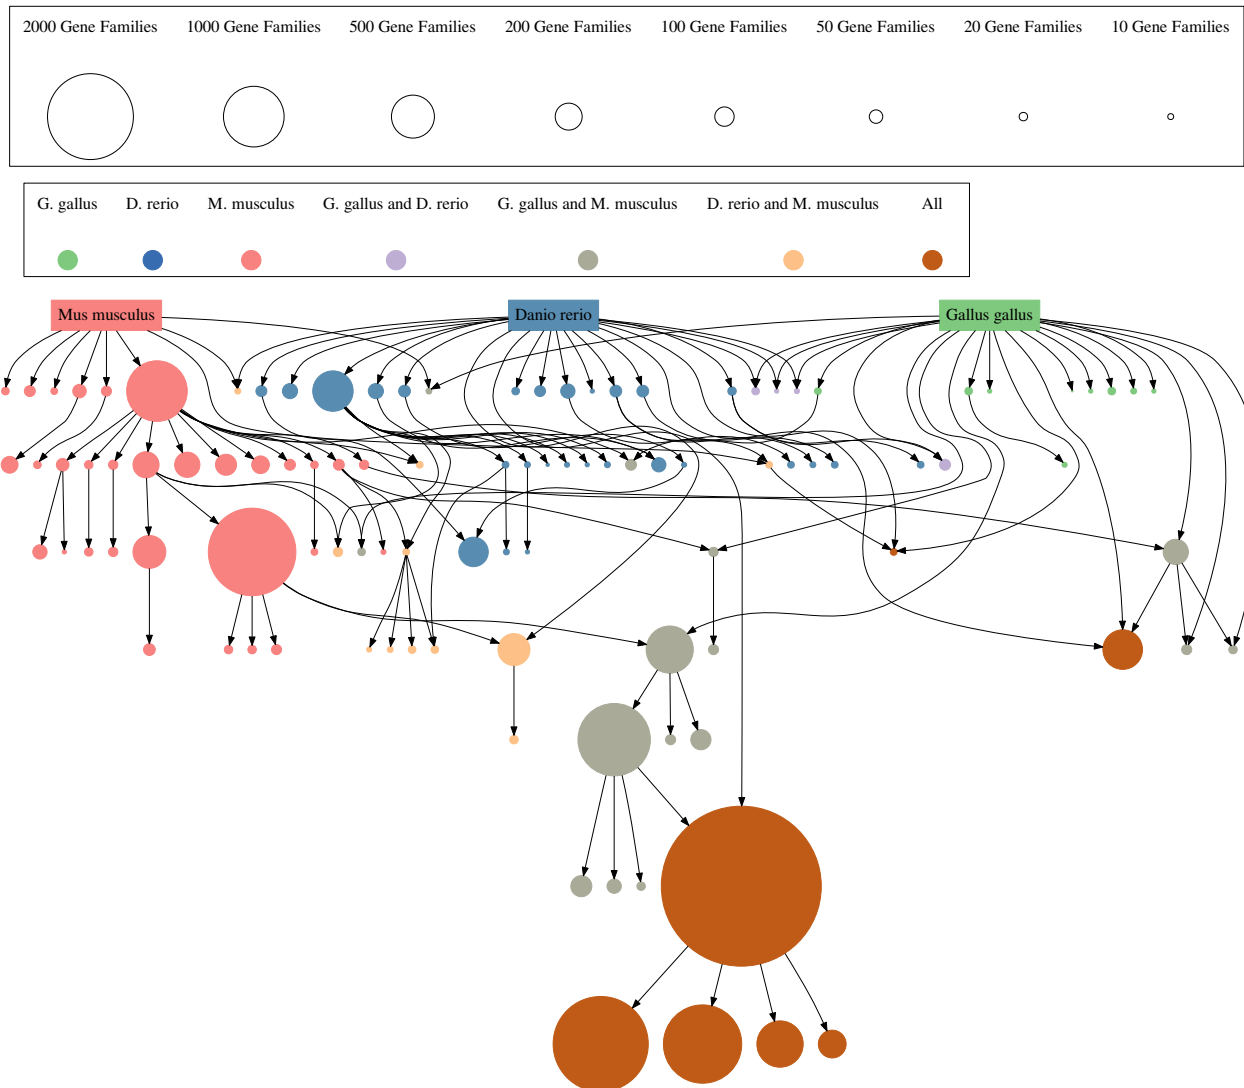 2000 Gene Families 1000 Gene Families 500 Gene Families 200 Gene Families 100 Gene Families 50 Gene Families 20 Gene Families 10 Gene Families
G. gallus D. rerio M. musculus G. gallus and D. rerio G. gallus and M. musculus D. rerio and M. musculus All
Mus musculus Danio rerio Gallus gallus